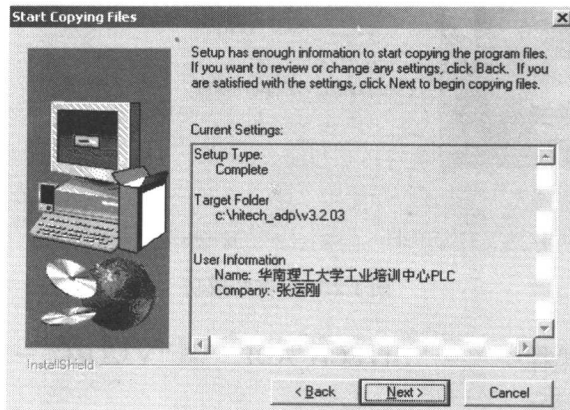 Start Copying Files
Setup has enough information to start copying the program files.
If you want to review or change any settings, click Back. If you
are satisfied with the settings, click Next to begin copying files.
Current Settings:
Setup Type:
Complete
Target Folder
c:\hitech_adp\v3.2.03
User Information
Name: 华南理工大学工业培训中心PLC
Company: 张运刚
InstallShield
< Back
Next >
Cancel